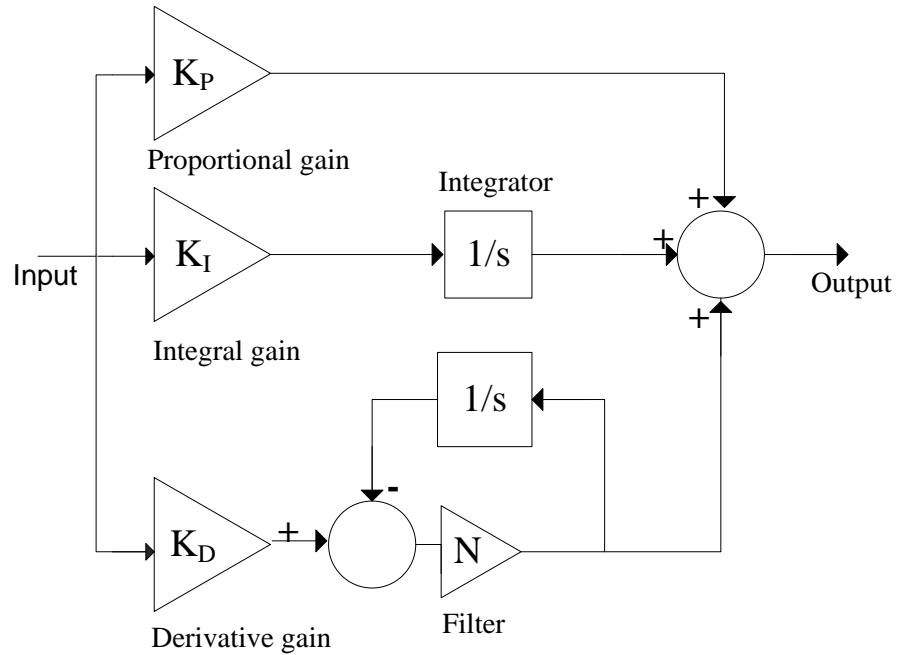 K_P
Proportional gain
Integrator
+
K_I
1/s
+
Input
Output
Integral gain
+
1/s
-
K_D
+
N
Derivative gain
Filter